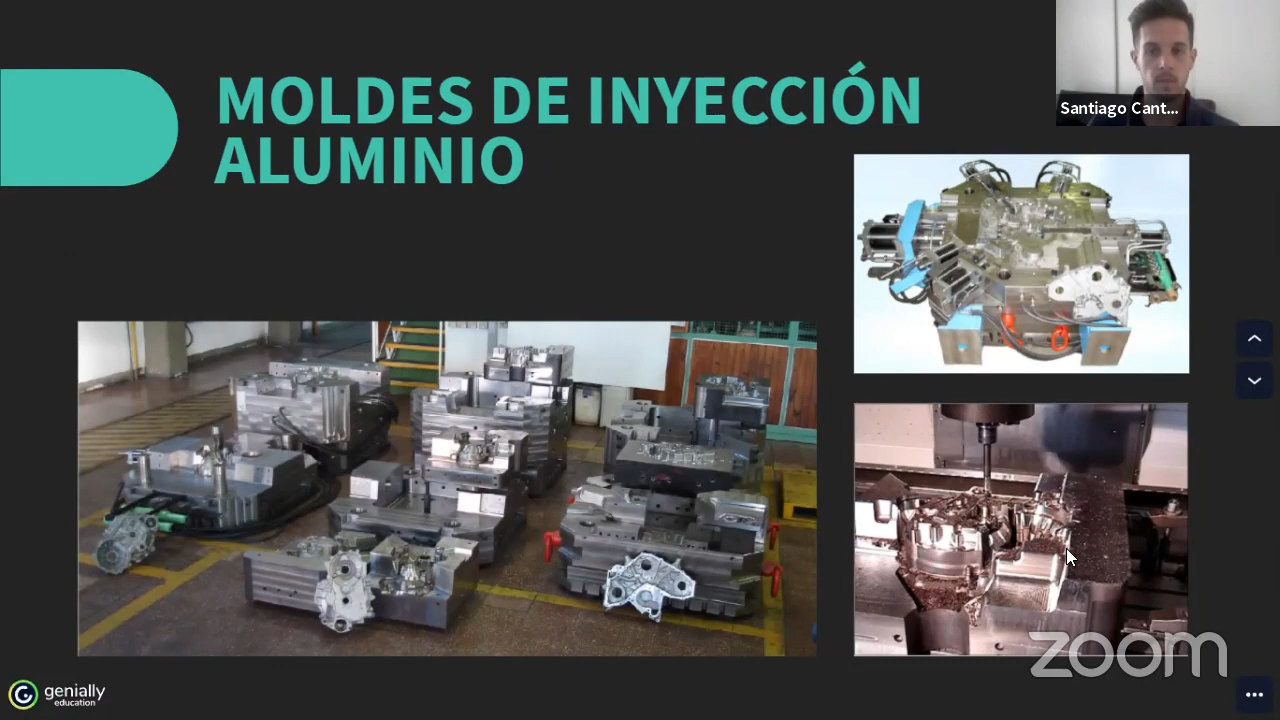 MOLDES DE INYECCIÓN
ALUMINIO
Santiago Cant...
zoom
genially
education